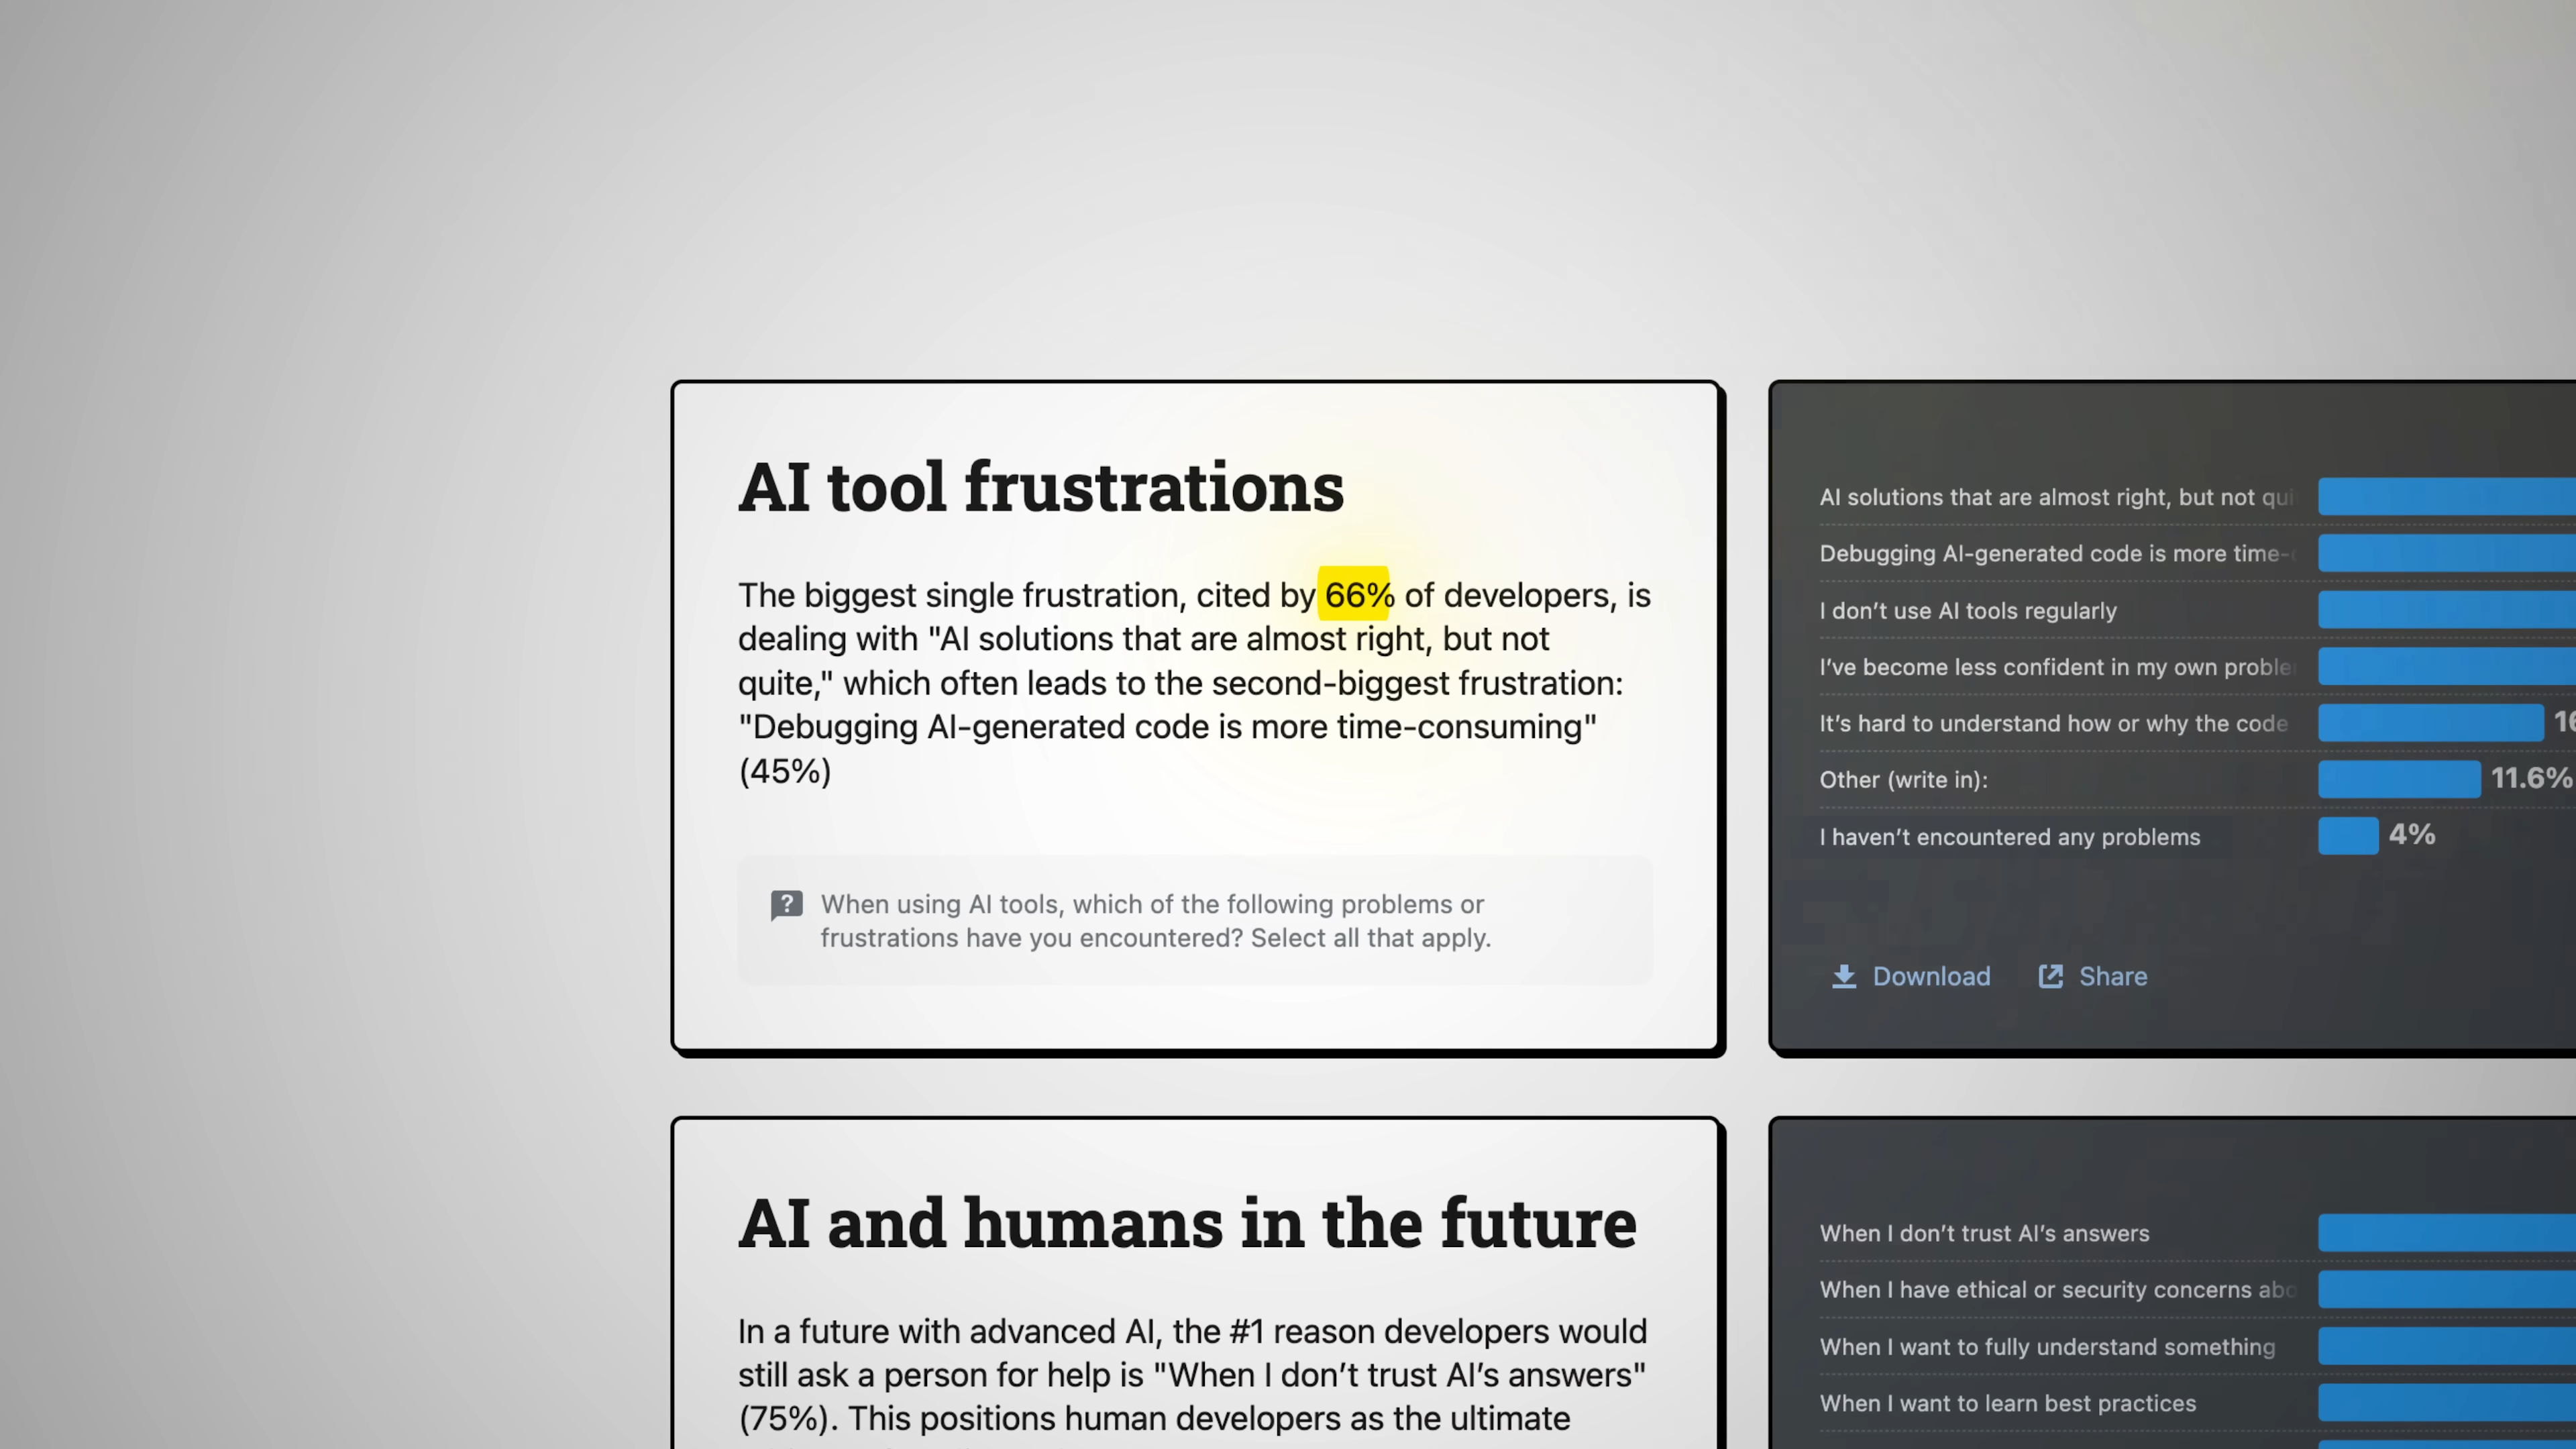 AI tool frustrations
The biggest single frustration, cited by 66% of developers, is
dealing with "AI solutions that are almost right, but not
quite," which often leads to the second-biggest frustration:
"Debugging AI-generated code is more time-consuming"
(45%)
When using AI tools, which of the following problems or
frustrations have you encountered? Select all that apply.
AI solutions that are almost right, but not
Debugging AI-generated code is more time-
I don’t use AI tools regularly
I’ve become less confident in my own
It’s hard to understand how or why the code
Other (write in): 11.6%
I haven’t encountered any problems 4%
Download Share
AI and humans in the future
In a future with advanced AI, the #1 reason developers would
still ask a person for help is "When I don’t trust AI’s answers"
(75%). This positions human developers as the ultimate
When I don’t trust AI’s answers
When I have ethical or security concerns
When I want to fully understand something
When I want to learn best practices